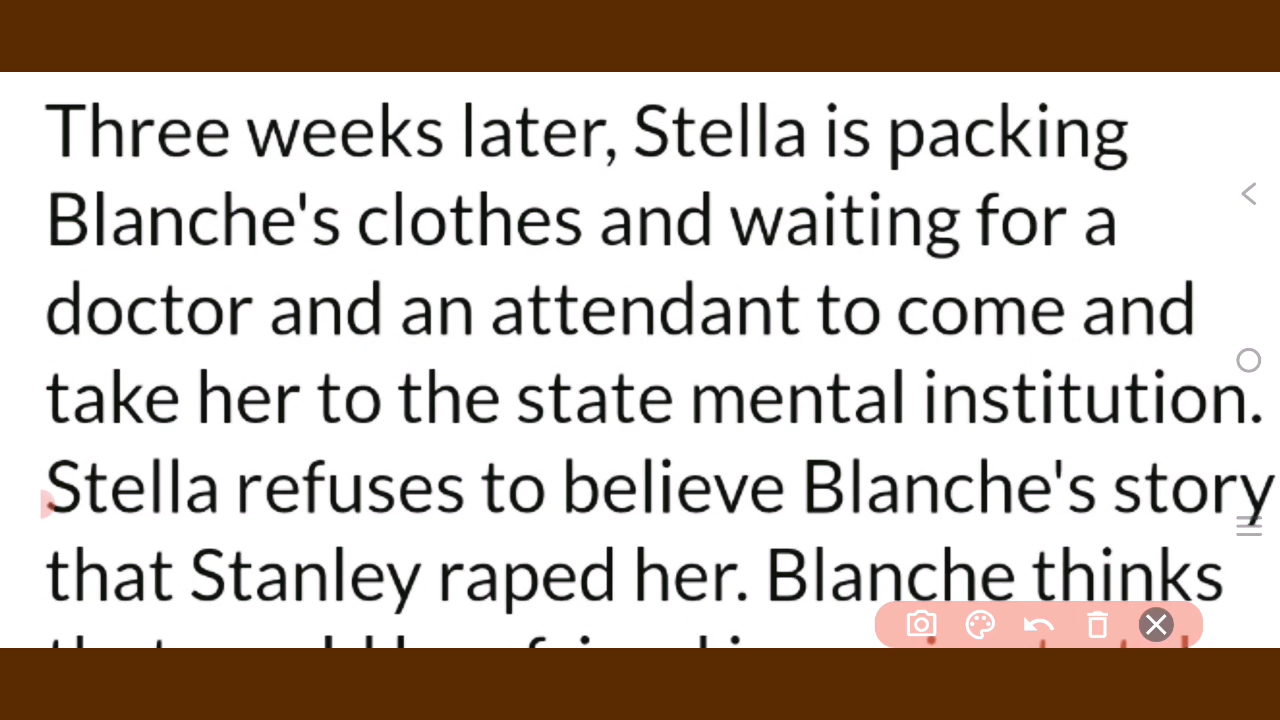 Three weeks later, Stella is packing
Blanche's clothes and waiting for a
doctor and an attendant to come and
take her to the state mental institution.
Stella refuses to believe Blanche's story
that Stanley raped her. Blanche thinks